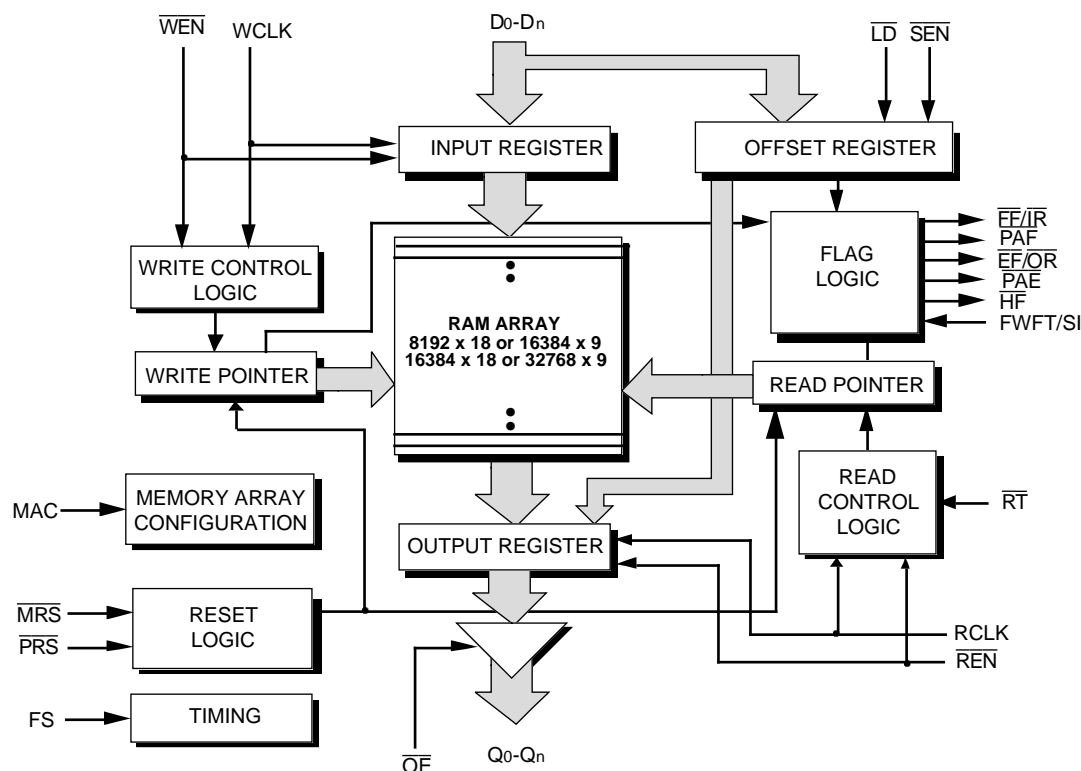 WEN
WCLK
D0-Dn
LD
SEN
INPUT REGISTER
OFFSET REGISTER
WRITE CONTROL
LOGIC
FLAG
LOGIC
FF/IR
PAF
EF/OR
PAE
HF
FWFT/SI
RAM ARRAY
8192 x 18 or 16384 x 9
16384 x 18 or 32768 x 9
WRITE POINTER
READ POINTER
MAC
MEMORY ARRAY
CONFIGURATION
READ
CONTROL
LOGIC
RT
OUTPUT REGISTER
MRS
PRS
RESET
LOGIC
RCLK
REN
FS
TIMING
OE
Q0-Qn